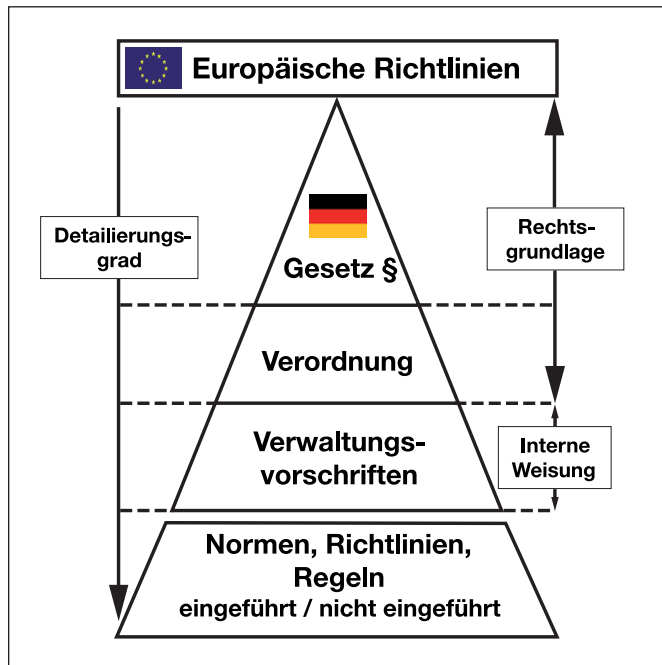 Europäische Richtlinien
Detailierungs-
grad
Rechts-
grundlage
Gesetz §
Verordnung
Verwaltungs-
vorschriften
Interne
Weisung
Normen, Richtlinien,
Regeln
eingeführt / nicht eingeführt